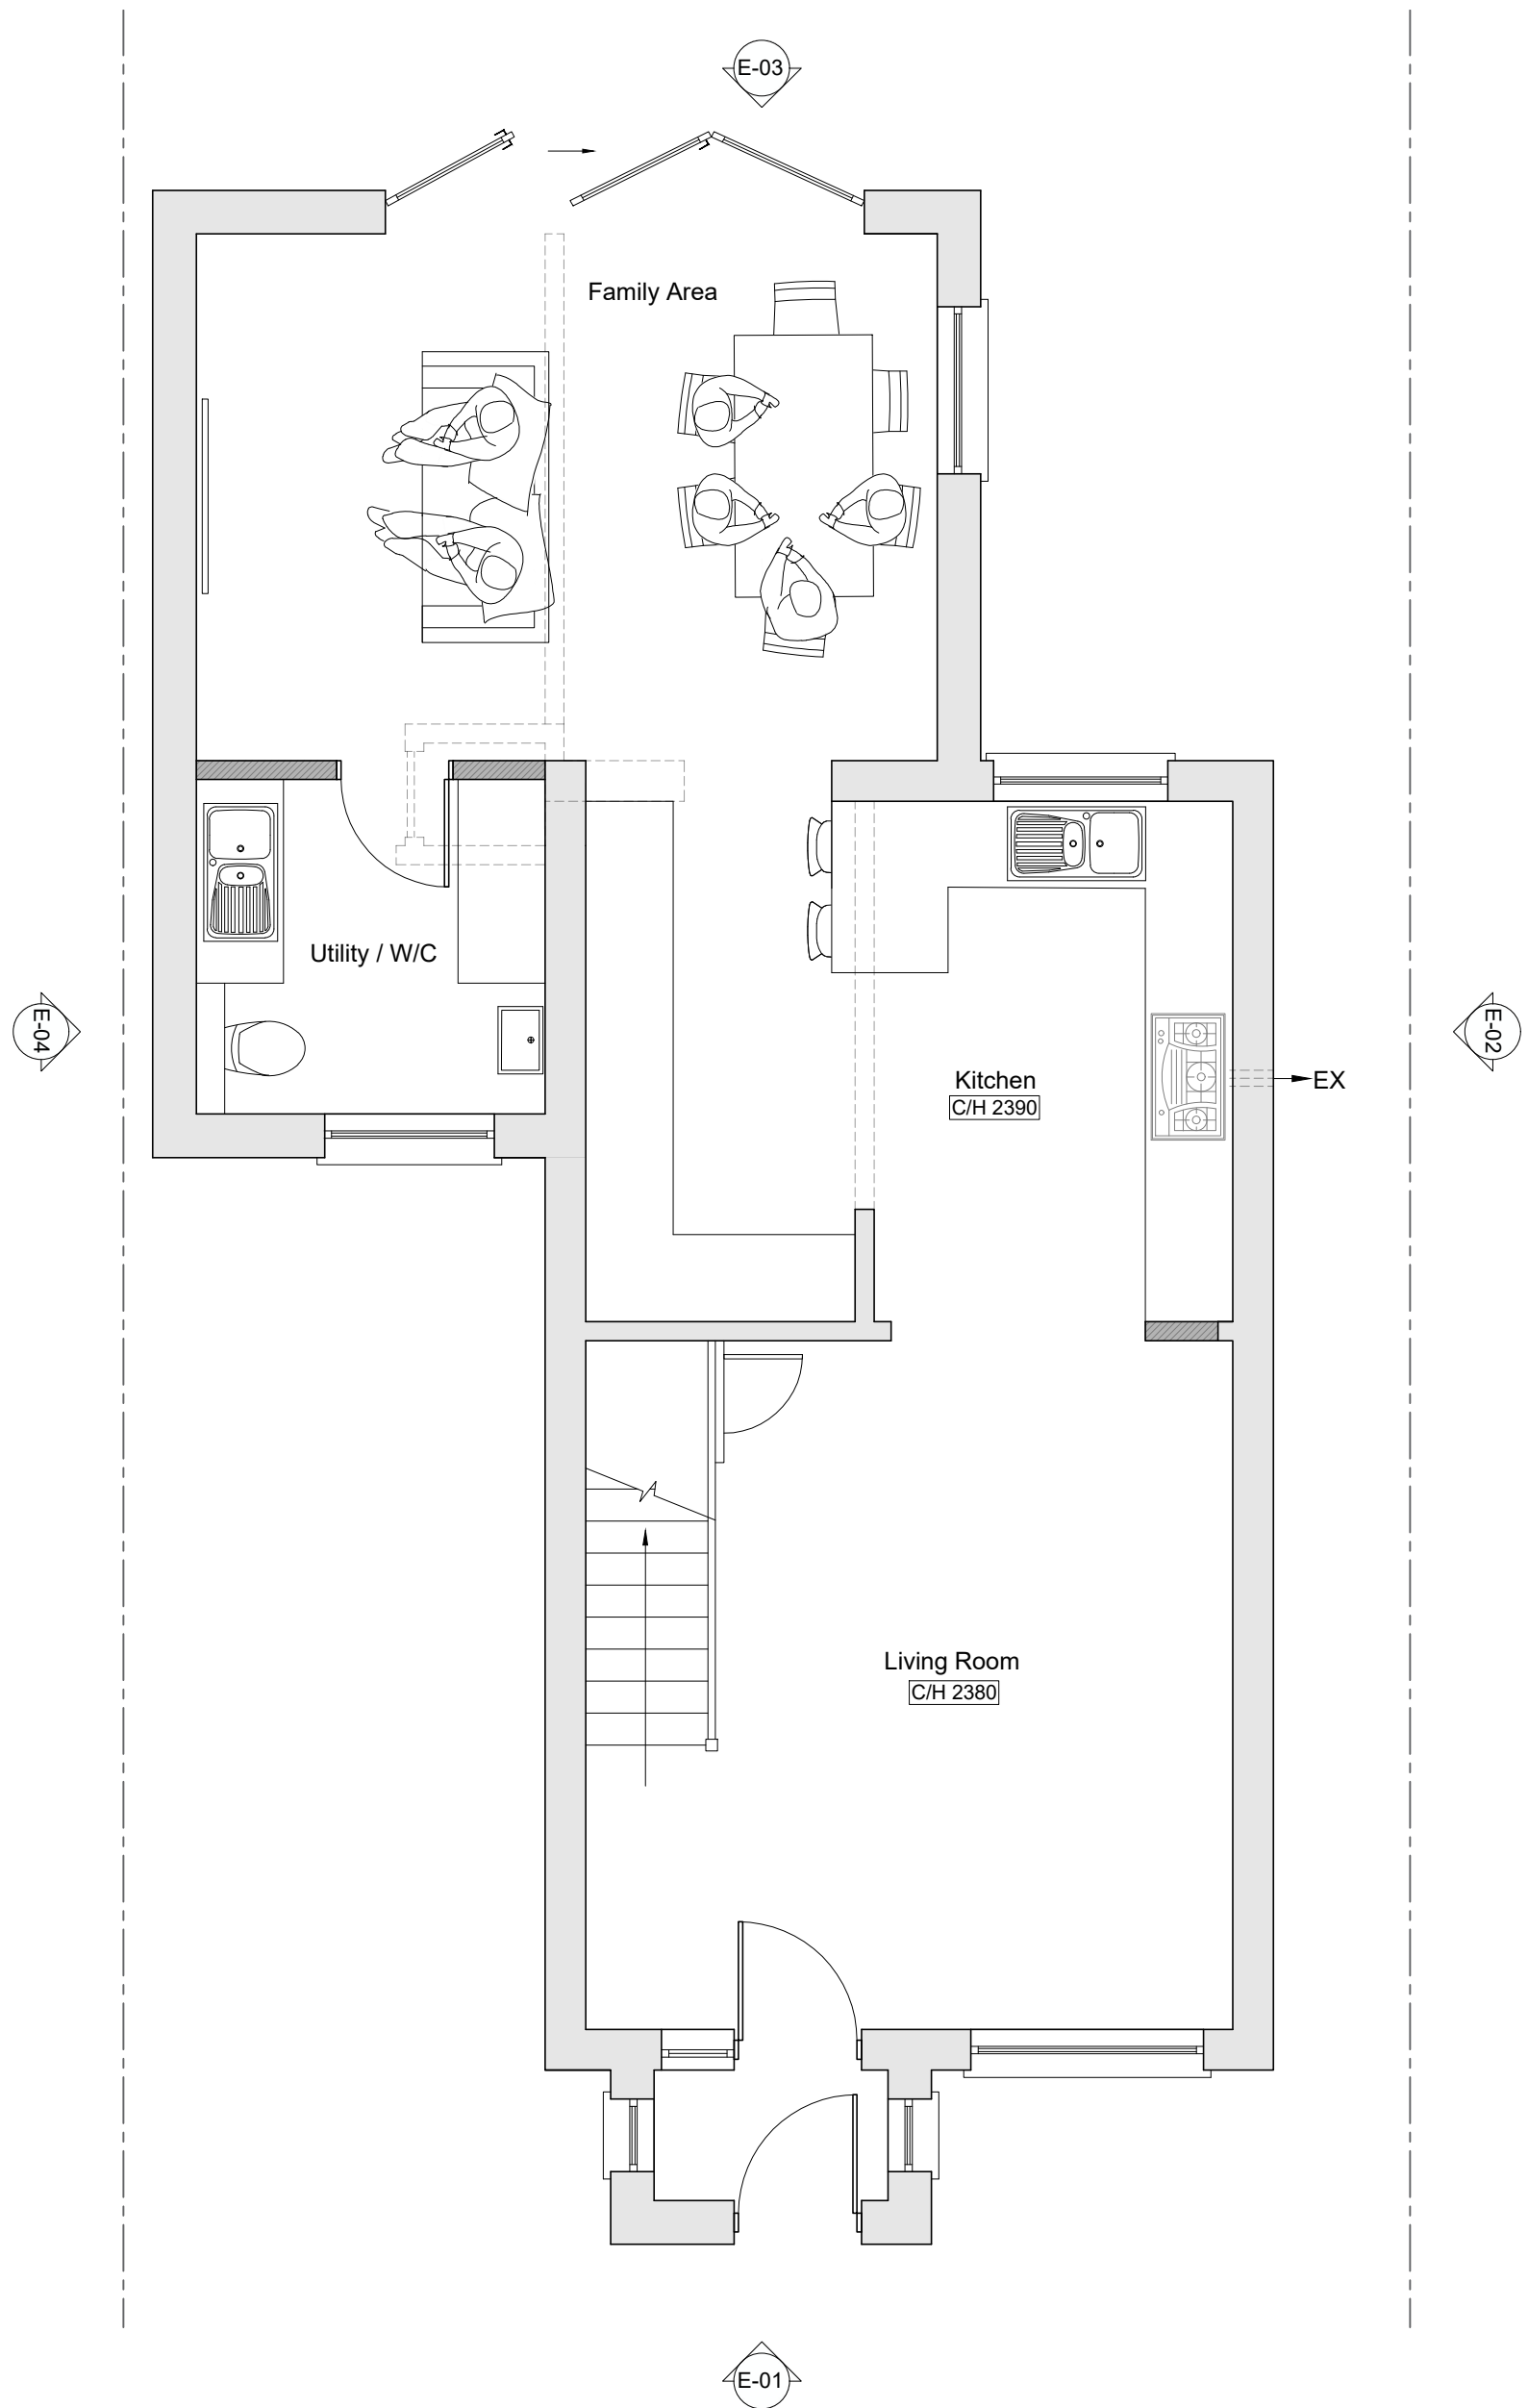 E-03
Family Area
Utility / W/C
E-04
E-02
Kitchen
C/H 2390
EX
Living Room
C/H 2380
E-01